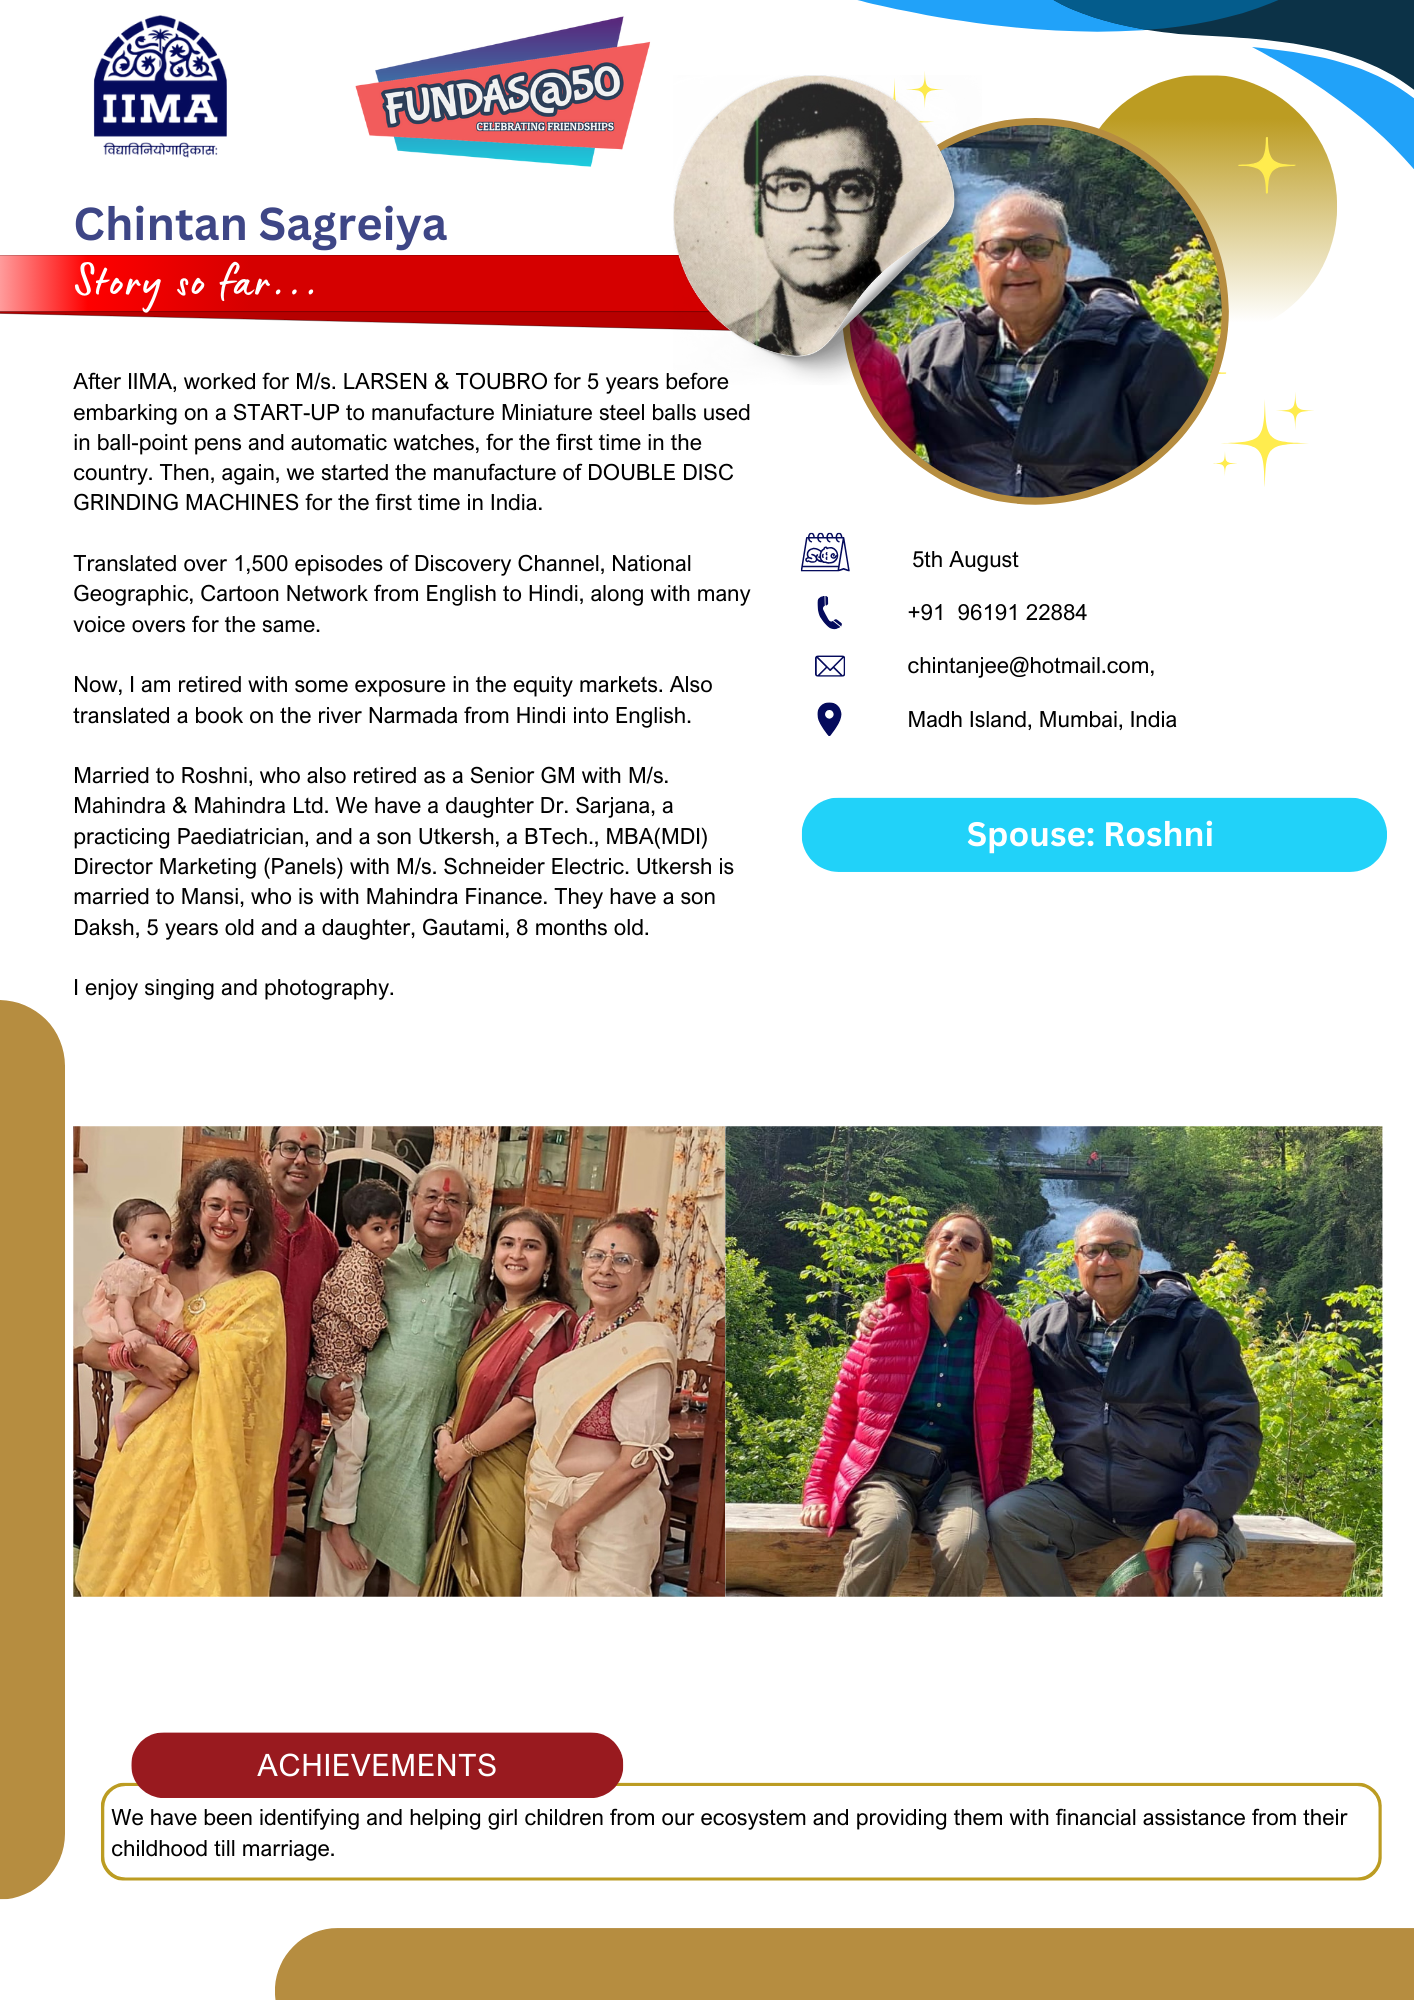 IIMA
विद्याविनियोगाद्विकास:
FUNDAS@50
CELEBRATING FRIENDSHIPS
Chintan Sagreiya
Story so far...
After IIMA, worked for M/s. LARSEN & TOUBRO for 5 years before
embarking on a START-UP to manufacture Miniature steel balls used
in ball-point pens and automatic watches, for the first time in the
country. Then, again, we started the manufacture of DOUBLE DISC
GRINDING MACHINES for the first time in India.
Translated over 1,500 episodes of Discovery Channel, National
Geographic, Cartoon Network from English to Hindi, along with many
voice overs for the same.
Now, I am retired with some exposure in the equity markets. Also
translated a book on the river Narmada from Hindi into English.
Married to Roshni, who also retired as a Senior GM with M/s.
Mahindra & Mahindra Ltd. We have a daughter Dr. Sarjana, a
practicing Paediatrician, and a son Utkersh, a BTech., MBA(MDI)
Director Marketing (Panels) with M/s. Schneider Electric. Utkersh is
married to Mansi, who is with Mahindra Finance. They have a son
Daksh, 5 years old and a daughter, Gautami, 8 months old.
I enjoy singing and photography.
5th August
+91  96191 22884
chintanjee@hotmail.com,
Madh Island, Mumbai, India
Spouse: Roshni
ACHIEVEMENTS
We have been identifying and helping girl children from our ecosystem and providing them with financial assistance from their
childhood till marriage.